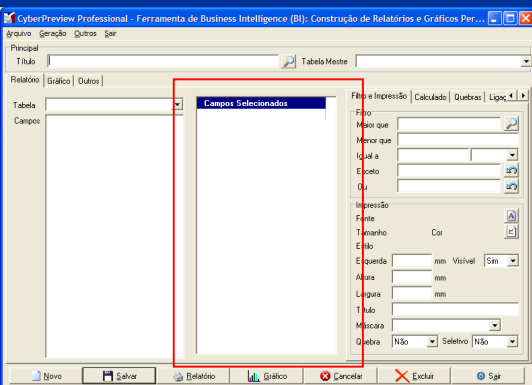 CyberPreview Professional - Ferramenta de Business Intelligence (BI): Construção de Relatórios e Gráficos Per...
Arquivo Geração Outros Sair
Principal
Título Tabela Mestre
Relatório Gráfico Outros
Tabela
Campos
Campos Selecionados
Filtro e Impressão Calculado Quebras Ligaç
Filtro
Maior que
Menor que
Igual a
Exceto
Ou
Impressão
Fonte
Tamanho Cor
Estilo
Esquerda mm Visível Sim
Altura mm
Largura mm
Título
Máscara
Quebra Não Seletivo Não
Novo Salvar Relatório Gráfico Cancelar Excluir Sair